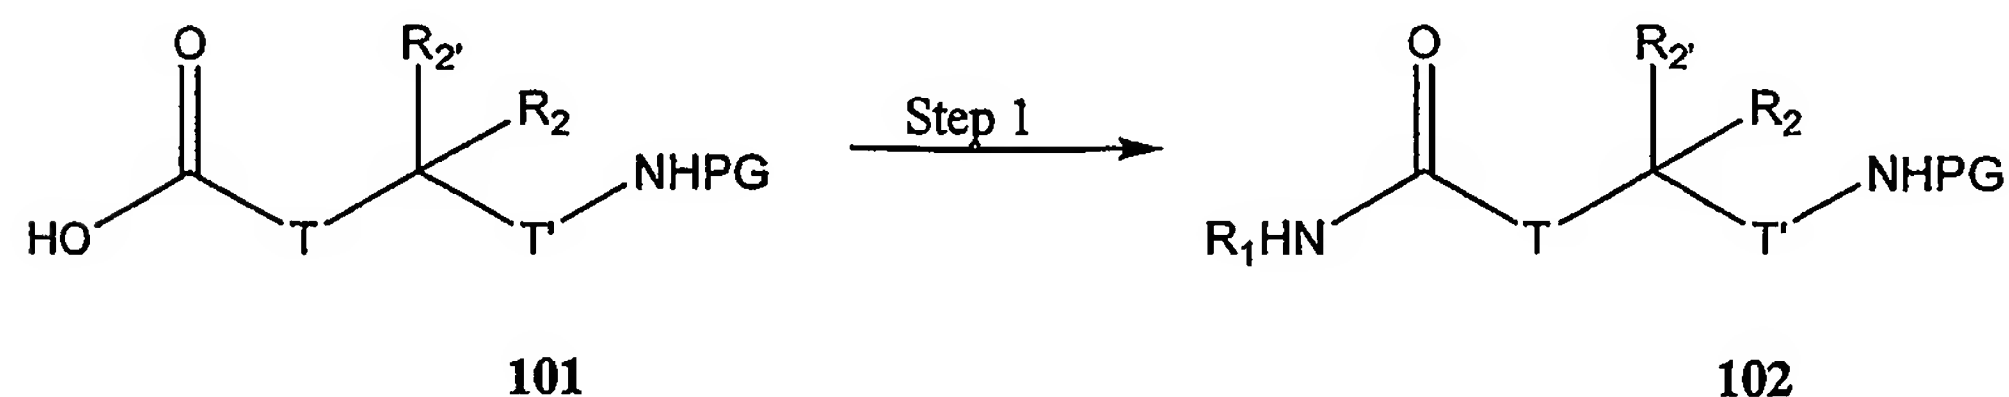 O R₂' R₂ NHPG HO T T'
Step 1
O R₂' R₂ NHPG R₁HN T T'
101 102